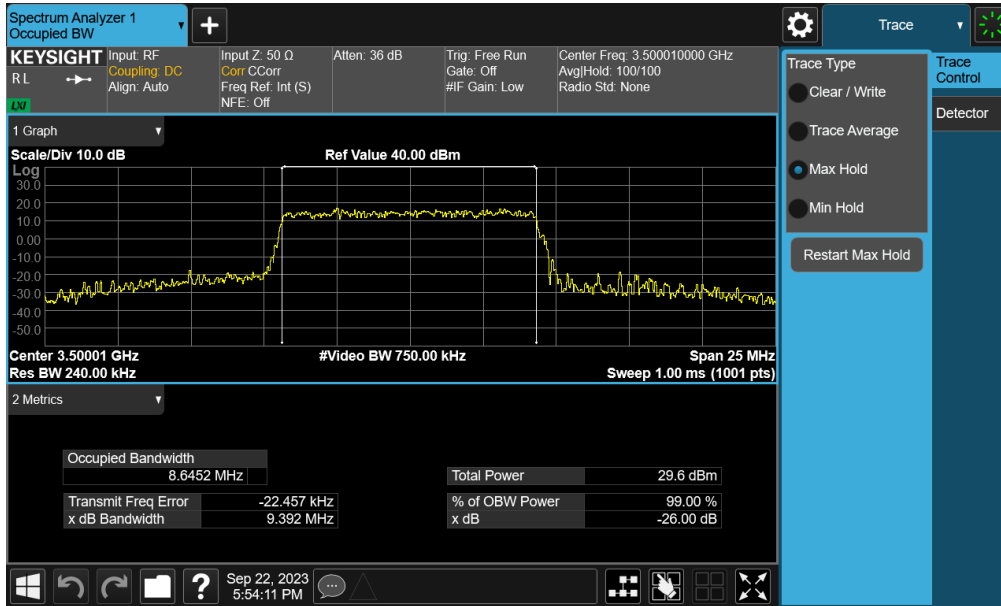 Spectrum Analyzer 1
Occupied BW
+
Trace
KEYSIGHT
R L
LXI
Input: RF
Coupling: DC
Align: Auto
Input Z: 50 Ω
Corr CCorr
Freq Ref: Int (S)
NFE: Off
Atten: 36 dB
Trig: Free Run
Gate: Off
#IF Gain: Low
Center Freq: 3.500010000 GHz
Avg|Hold: 100/100
Radio Std: None
1 Graph
Scale/Div 10.0 dB
Ref Value 40.00 dBm
Log
30.0
20.0
10.0
0.00
-10.0
-20.0
-30.0
-40.0
-50.0
Center 3.50001 GHz
#Video BW 750.00 kHz
Span 25 MHz
Res BW 240.00 kHz
Sweep 1.00 ms (1001 pts)
2 Metrics
Occupied Bandwidth
8.6452 MHz
Total Power 29.6 dBm
Transmit Freq Error -22.457 kHz
% of OBW Power 99.00 %
x dB Bandwidth 9.392 MHz
x dB -26.00 dB
Trace Type
Clear / Write
Trace Average
Max Hold
Min Hold
Restart Max Hold
Trace
Control
Detector
?
Sep 22, 2023
5:54:11 PM